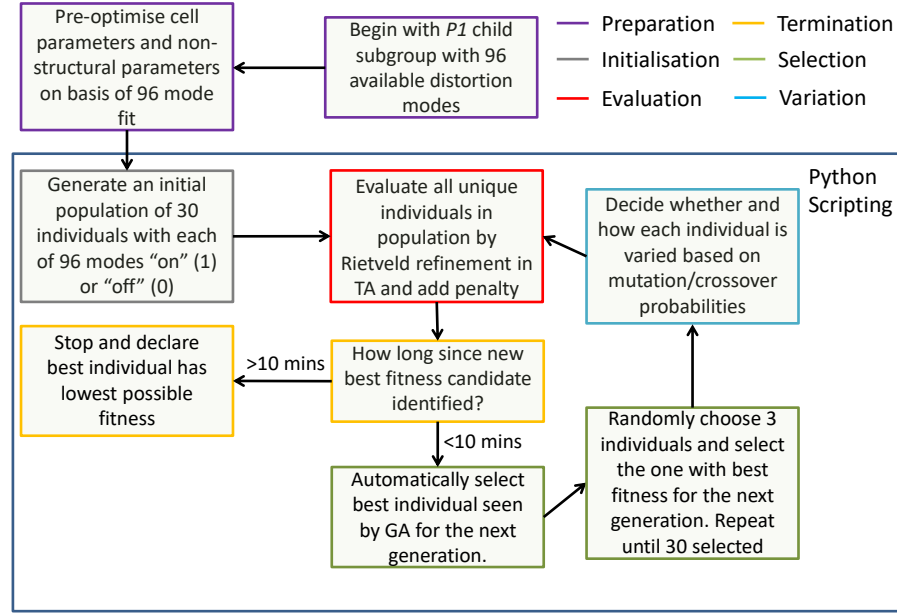 Pre-optimise cell
parameters and non-
structural parameters
on basis of 96 mode
fit
Begin with P1 child
subgroup with 96
available distortion
modes
Preparation
Initialisation
Evaluation
Termination
Selection
Variation
Python
Scripting
Generate an initial
population of 30
individuals with each
of 96 modes “on” (1)
or “off” (0)
Evaluate all unique
individuals in
population by
Rietveld refinement in
TA and add penalty
Decide whether and
how each individual is
varied based on
mutation/crossover
probabilities
Stop and declare
best individual has
lowest possible
fitness
>10 mins
How long since new
best fitness candidate
identified?
<10 mins
Automatically select
best individual seen
by GA for the next
generation.
Randomly choose 3
individuals and select
the one with best
fitness for the next
generation. Repeat
until 30 selected